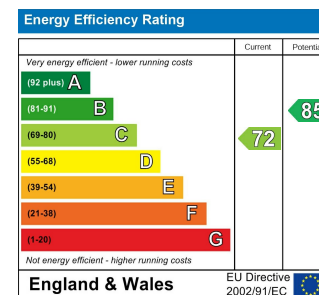 Energy Efficiency Rating
Current Potentia
Very energy efficient - lower running costs
(92 plus) A
(81-91) B
85
(69-80) C
72
(55-68) D
(39-54) E
(21-38) F
(1-20) G
Not energy efficient - higher running costs
England & Wales
EU Directive
2002/91/EC